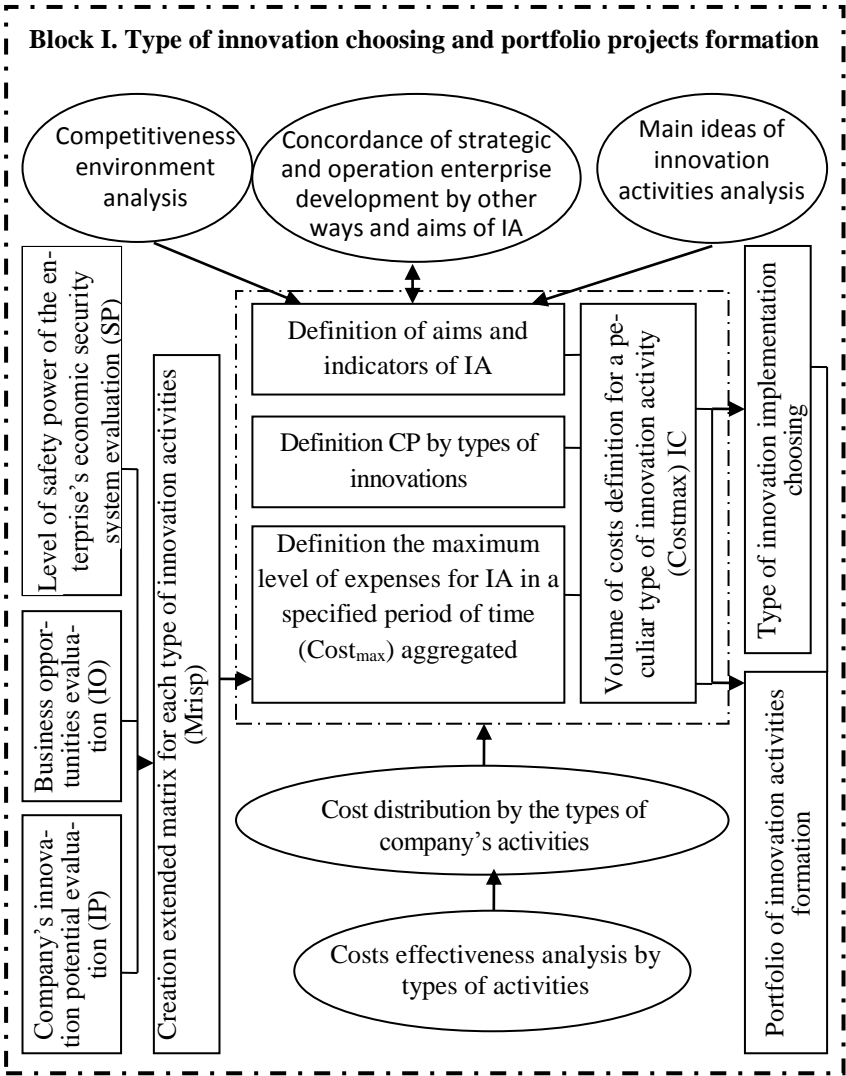 Block I. Type of innovation choosing and portfolio projects formation
Competitiveness
environment
analysis
Concordance of strategic
and operation enterprise
development by other
ways and aims of IA
Main ideas of
innovation
activities analysis
Level of safety power of the en-
terprise's economic security
system evaluation (SP)
Business oppor-
tunities evalua-
tion (IO)
Company's innova-
tion potential evalua-
tion (IP)
Creation extended matrix for each type of innovation activities
(Mrisp)
Definition of aims and
indicators of IA
Definition CP by types of
innovations
Definition the maximum
level of expenses for IA in a
specified period of time
(Costmax) aggregated
Volume of costs definition for a pe-
culiar type of innovation activity
((Costmax) IC
Type of innovation implementation
choosing
Portfolio of innovation activities
formation
Cost distribution by the types of
company's activities
Costs effectiveness analysis by
types of activities